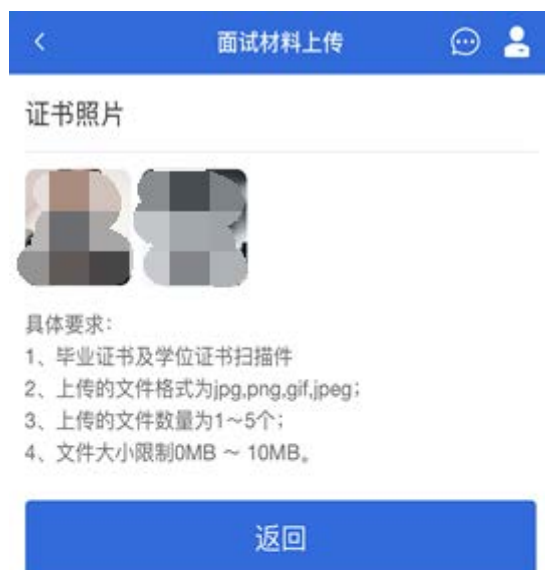 面试材料上传
证书照片
具体要求：
1、毕业证书及学位证书扫描件
2、上传的文件格式为jpg,png,gif,jpeg；
3、上传的文件数量为1～5个；
4、文件大小限制0MB ～ 10MB。
返回